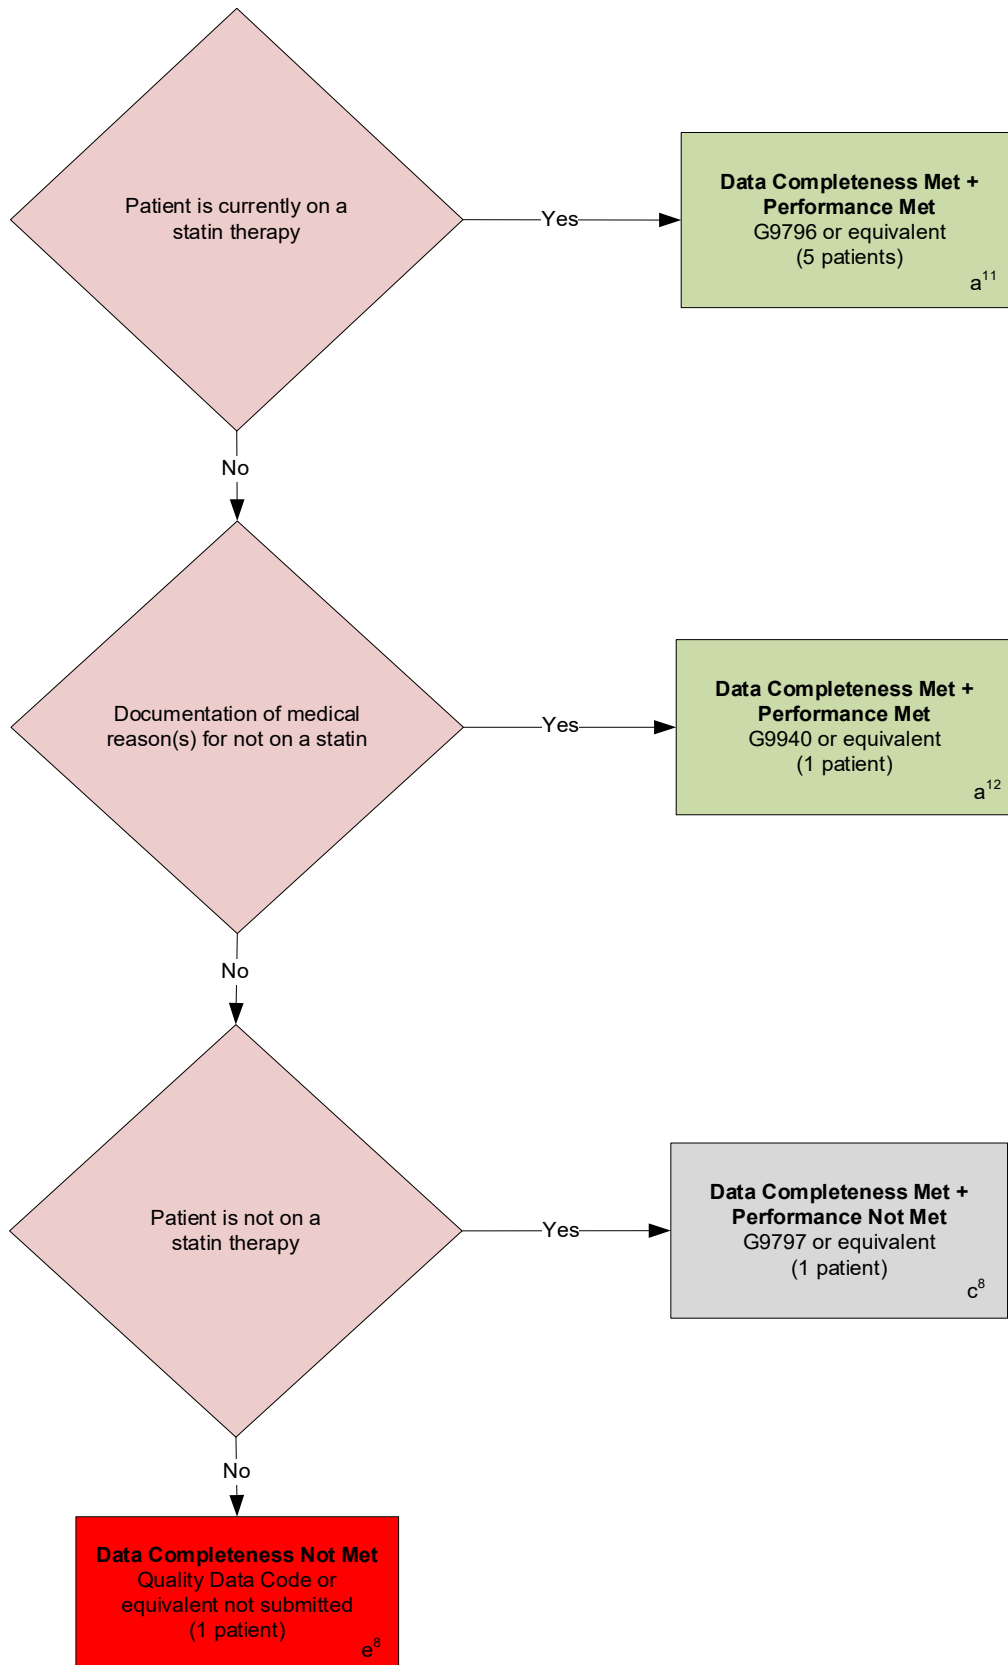 Patient is currently on a
statin therapy
Yes
Data Completeness Met +
Performance Met
G9796 or equivalent
(5 patients)
a¹¹
No
Documentation of medical
reason(s) for not on a statin
Yes
Data Completeness Met +
Performance Met
G9940 or equivalent
(1 patient)
a¹²
No
Patient is not on a
statin therapy
Yes
Data Completeness Met +
Performance Not Met
G9797 or equivalent
(1 patient)
c⁸
No
Data Completeness Not Met
Quality Data Code or
equivalent not submitted
(1 patient)
e⁸